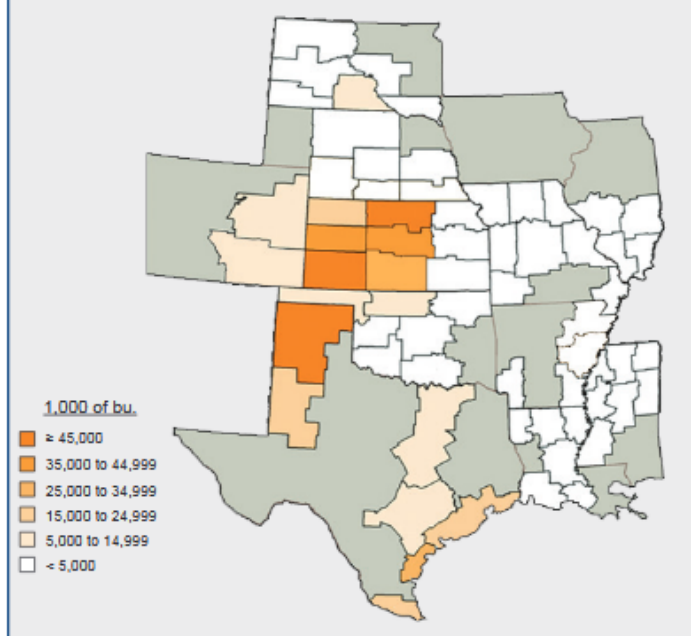 1,000 of bu.
≥ 45,000
35,000 to 44,999
25,000 to 34,999
15,000 to 24,999
5,000 to 14,999
< 5,000